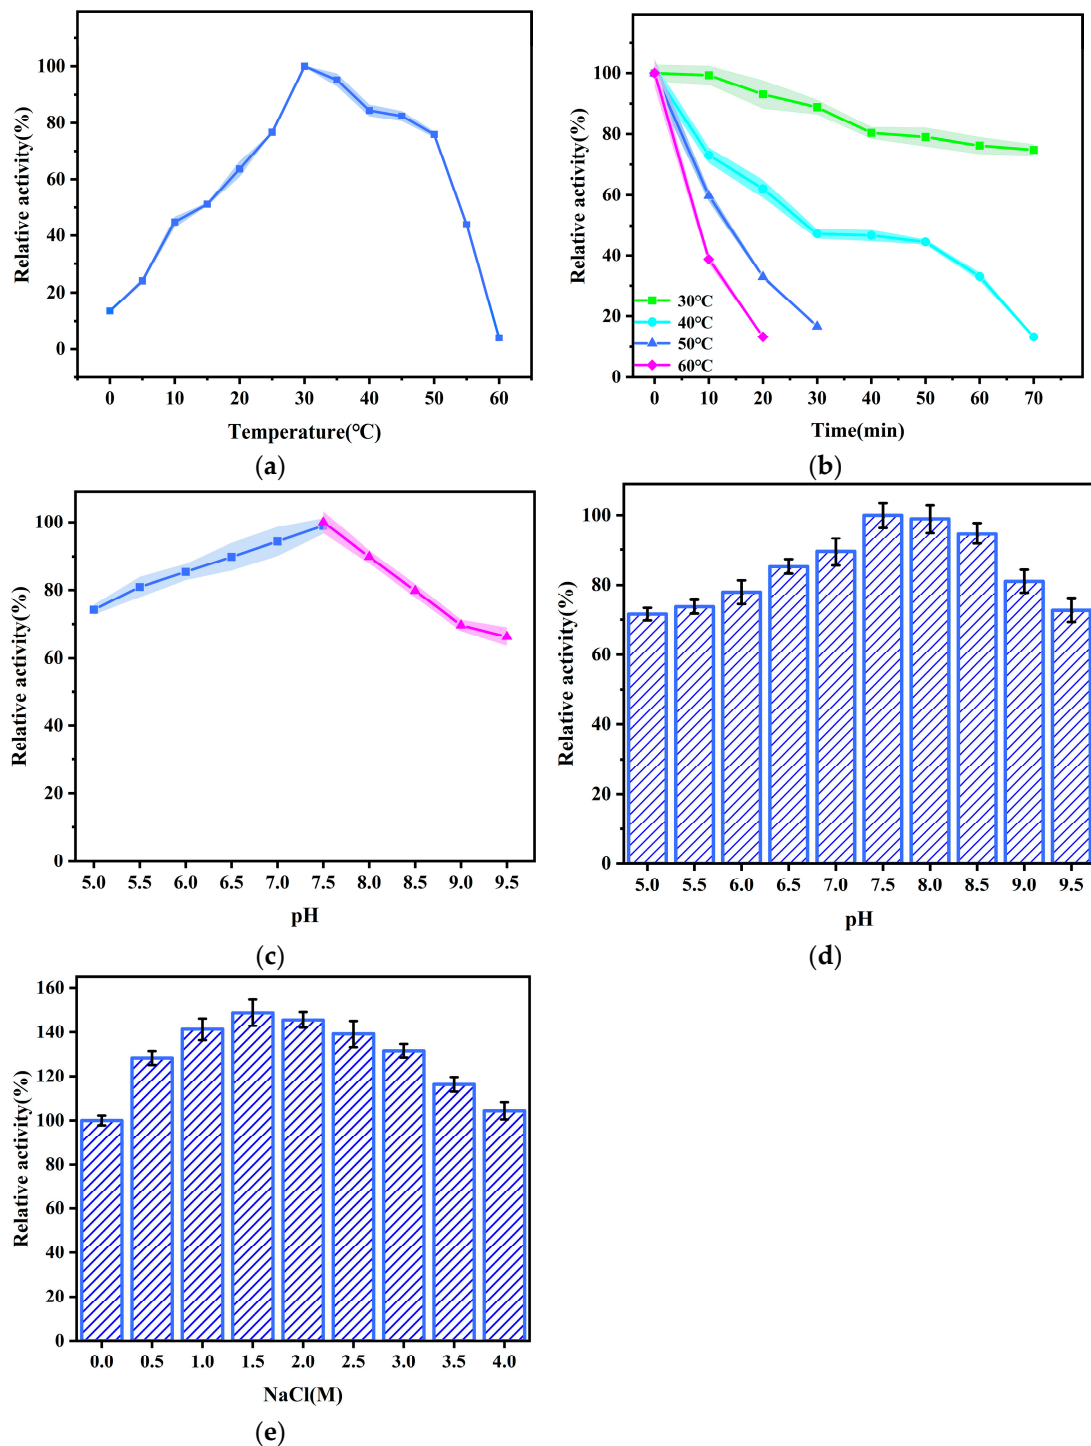 Relative activity(%)
100
80
60
40
20
0
0 10 20 30 40 50 60
Temperature(°C)
(a)
Relative activity(%)
100
80
60
40
20
0
30°C
40°C
50°C
60°C
0 10 20 30 40 50 60 70
Time(min)
(b)
Relative activity(%)
100
80
60
40
20
0
5.0 5.5 6.0 6.5 7.0 7.5 8.0 8.5 9.0 9.5
pH
(c)
Relative activity(%)
100
80
60
40
20
0
5.0 5.5 6.0 6.5 7.0 7.5 8.0 8.5 9.0 9.5
pH
(d)
Relative activity(%)
160
140
120
100
80
60
40
20
0
0.0 0.5 1.0 1.5 2.0 2.5 3.0 3.5 4.0
NaCl(M)
(e)